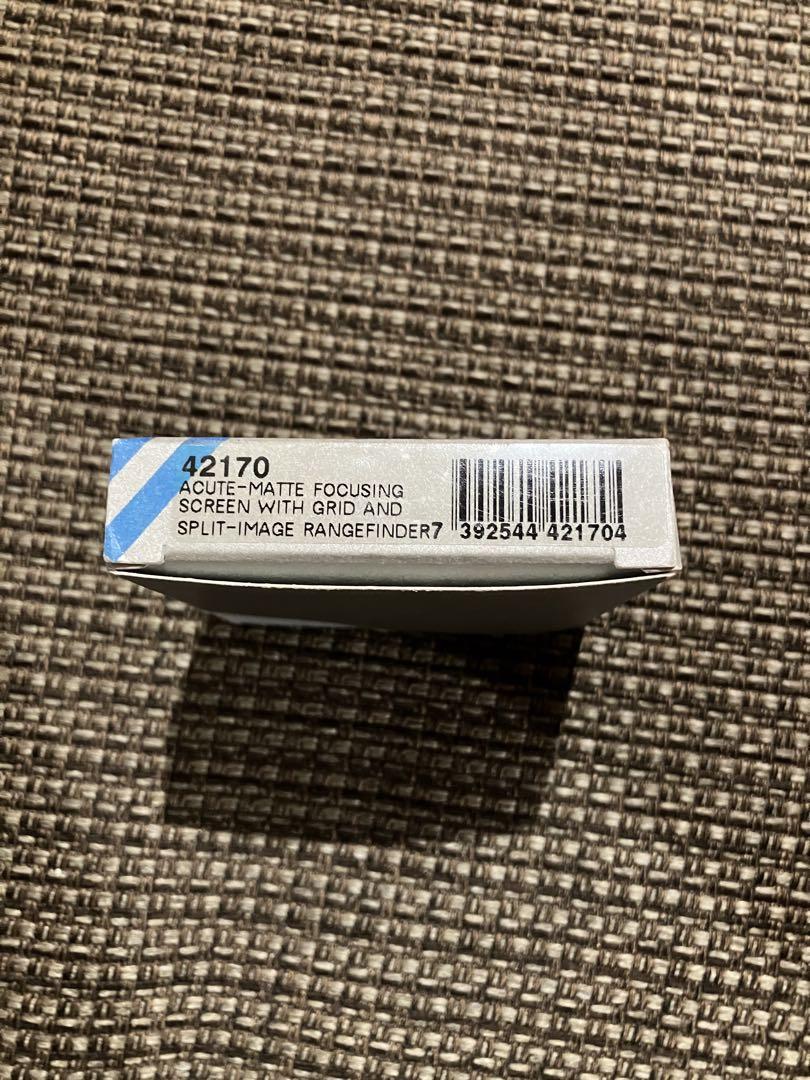 42170
ACUTE-MATTE FOCUSING
SCREEN WITH GRID AND
SPLIT-IMAGE RANGEFINDER
7 392544 421704